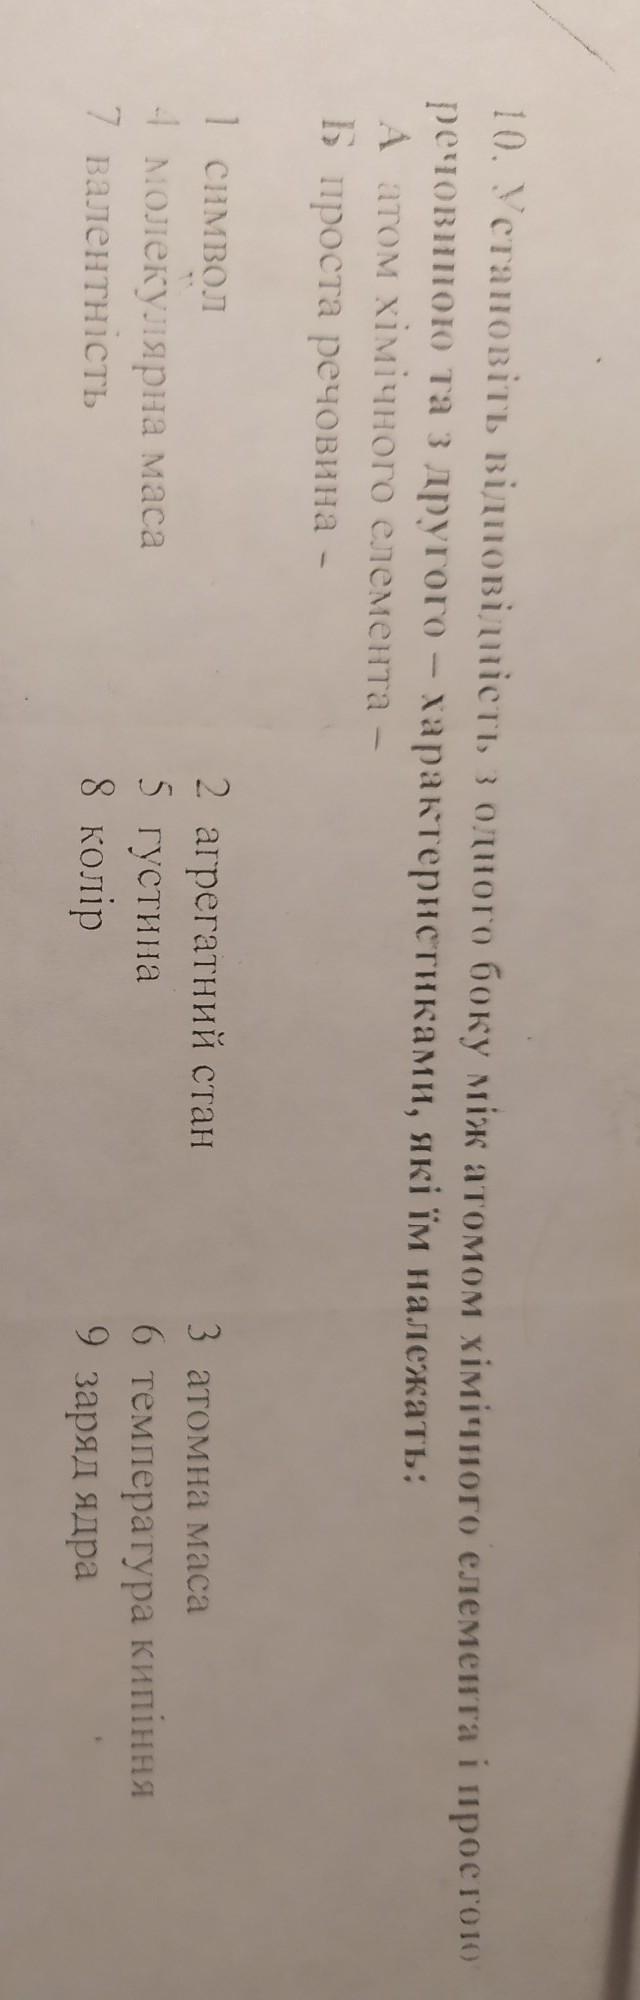 10. Установіть відповідність з одного боку між атомом хімічного елемента і простою
речовиною та з другого – характеристиками, які їм належать:
А атом хімічного елемента –
Б проста речовина -
1 символ 2 агрегатний стан 3 атомна маса
4 молекулярна маса 5 густина 6 температура кипіння
7 валентність 8 колір 9 заряд ядра